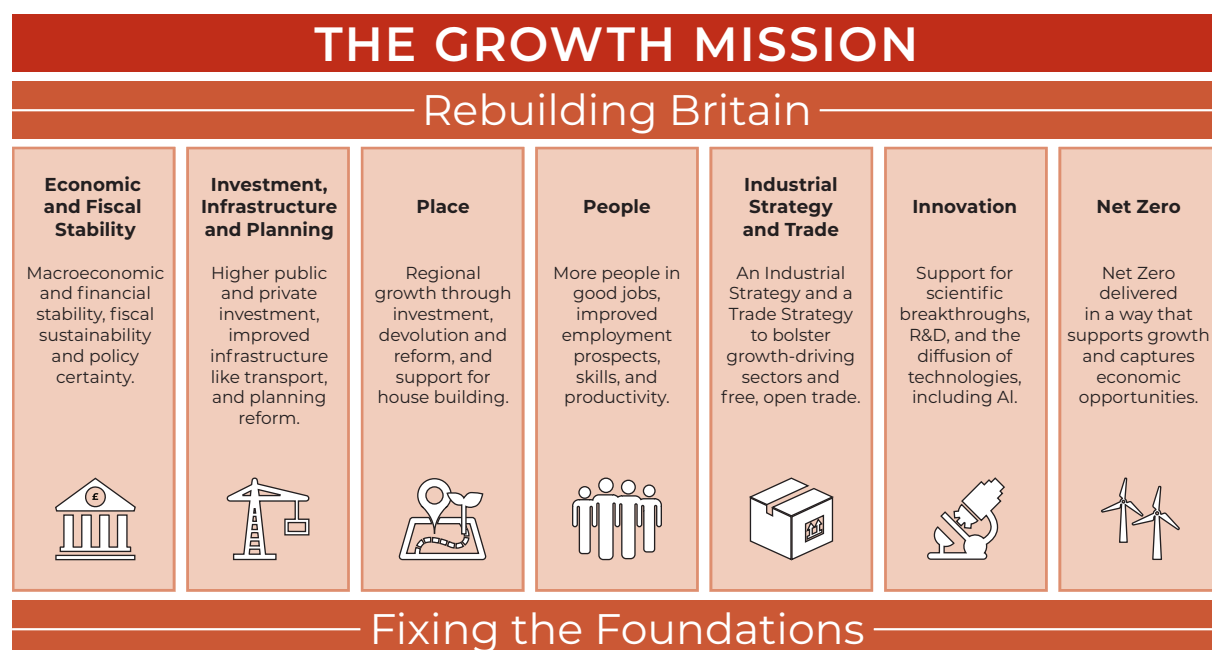 THE GROWTH MISSION
Rebuilding Britain
Economic
and Fiscal
Stability
Macroeconomic
and financial
stability, fiscal
sustainability
and policy
certainty.
£
Investment,
Infrastructure
and Planning
Higher public
and private
investment,
improved
infrastructure
like transport,
and planning
reform.
Place
Regional
growth through
investment,
devolution and
reform, and
support for
house building.
People
More people in
good jobs,
improved
employment
prospects,
skills, and
productivity.
Industrial
Strategy
and Trade
An Industrial
Strategy and a
Trade Strategy
to bolster
growth-driving
sectors and
free, open trade.
Innovation
Support for
scientific
breakthroughs,
R&D, and the
diffusion of
technologies,
including AI.
Net Zero
Net Zero
delivered
in a way that
supports growth
and captures
economic
opportunities.
Fixing the Foundations